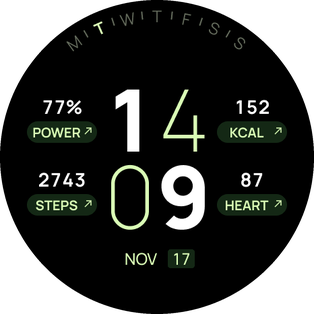 M T W T F S S
77%
POWER
14
152
KCAL
2743
STEPS
09
87
HEART
NOV 17